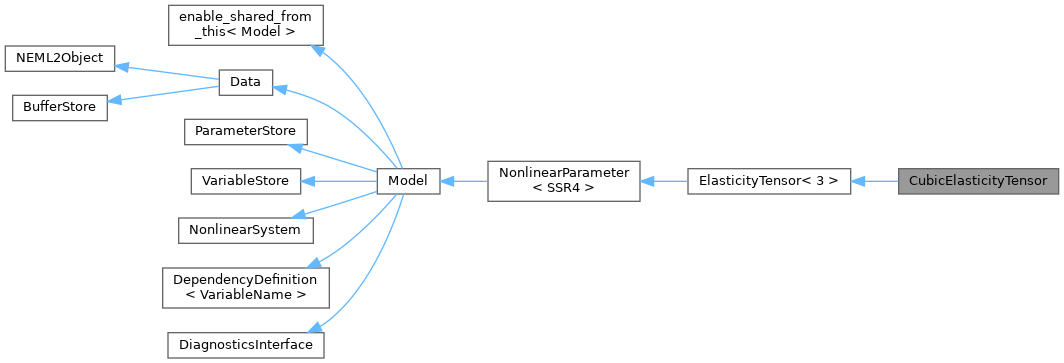 enable_shared_from
_this< Model >
NEML2Object
Data
BufferStore
ParameterStore
VariableStore
Model
NonlinearParameter
< SSR4 >
ElasticityTensor< 3 >
CubicElasticityTensor
NonlinearSystem
DependencyDefinition
< VariableName >
DiagnosticsInterface